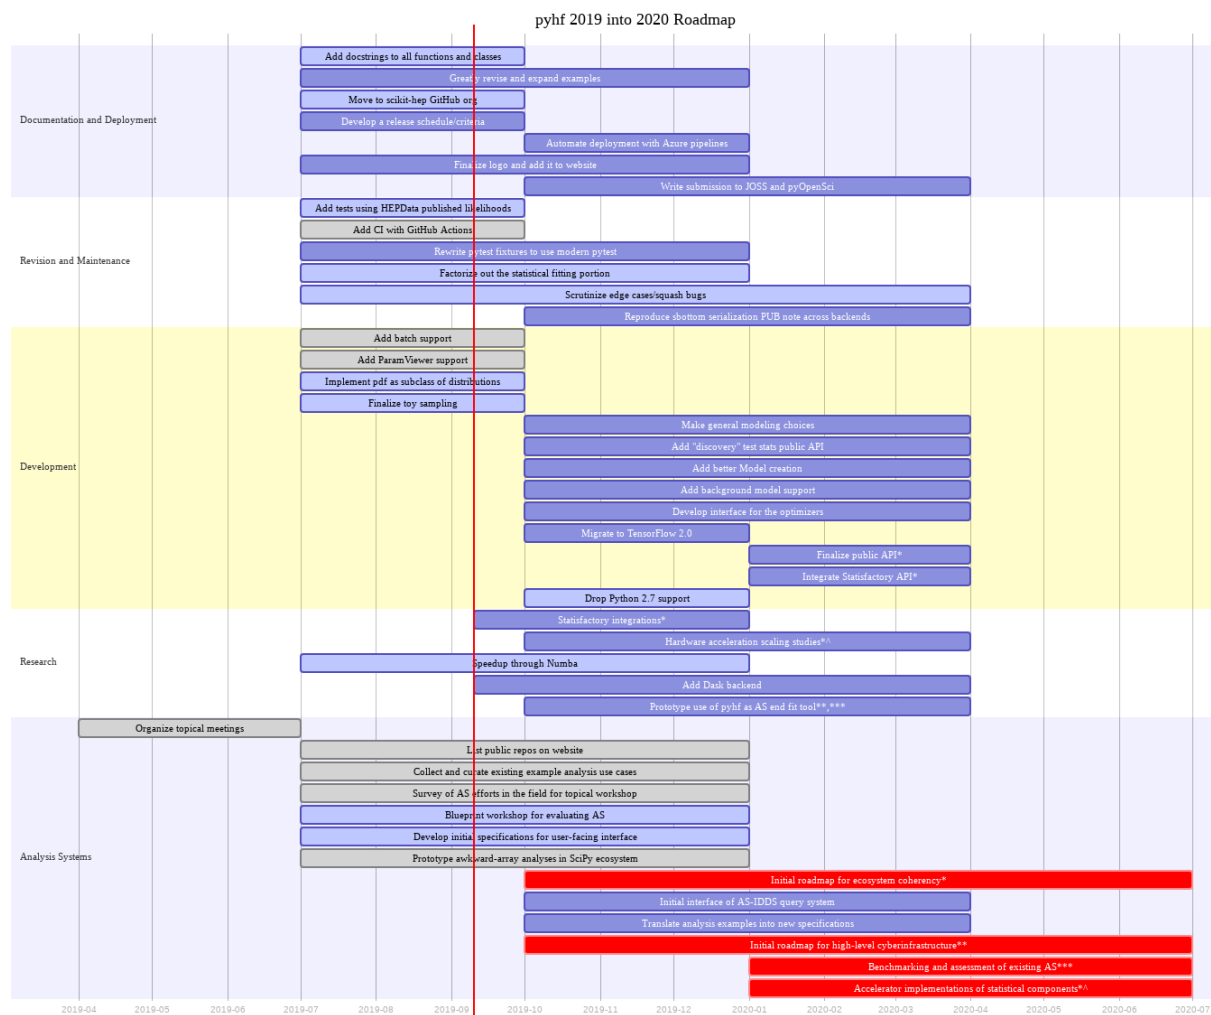 pyhf 2019 into 2020 Roadmap
Documentation and Deployment
Add docstrings to all functions and classes
Greatly revise and expand examples
Move to scikit-hep GitHub org
Develop a release schedule/criteria
Automate deployment with Azure pipelines
Finalize logo and add it to website
Write submission to JOSS and pyOpenSci
Revision and Maintenance
Add tests using HEPData published likelihoods
Add CI with GitHub Actions
Rewrite pytest fixtures to use modern pytest
Factorize out the statistical fitting portion
Scrutinize edge cases/squash bugs
Reproduce sbottom serialization PUB note across backends
Development
Add batch support
Add ParamViewer support
Implement pdf as subclass of distributions
Finalize toy sampling
Make general modeling choices
Add "discovery" test stats public API
Add better Model creation
Add background model support
Develop interface for the optimizers
Migrate to TensorFlow 2.0
Finalize public API*
Integrate Statisfactory API*
Drop Python 2.7 support
Research
Statisfactory integrations*
Hardware acceleration scaling studies*^
Speedup through Numba
Add Dask backend
Prototype use of pyhf as AS end fit tool**,***
Analysis Systems
Organize topical meetings
List public repos on website
Collect and curate existing example analysis use cases
Survey of AS efforts in the field for topical workshop
Blueprint workshop for evaluating AS
Develop initial specifications for user-facing interface
Prototype awkward-array analyses in SciPy ecosystem
Initial roadmap for ecosystem coherency*
Initial interface of AS-IDDS query system
Translate analysis examples into new specifications
Initial roadmap for high-level cyberinfrastructure**
Benchmarking and assessment of existing AS***
Accelerator implementations of statistical components*^
2019-04 2019-05 2019-06 2019-07 2019-08 2019-09 2019-10 2019-11 2019-12 2020-01 2020-02 2020-03 2020-04 2020-05 2020-06 2020-07